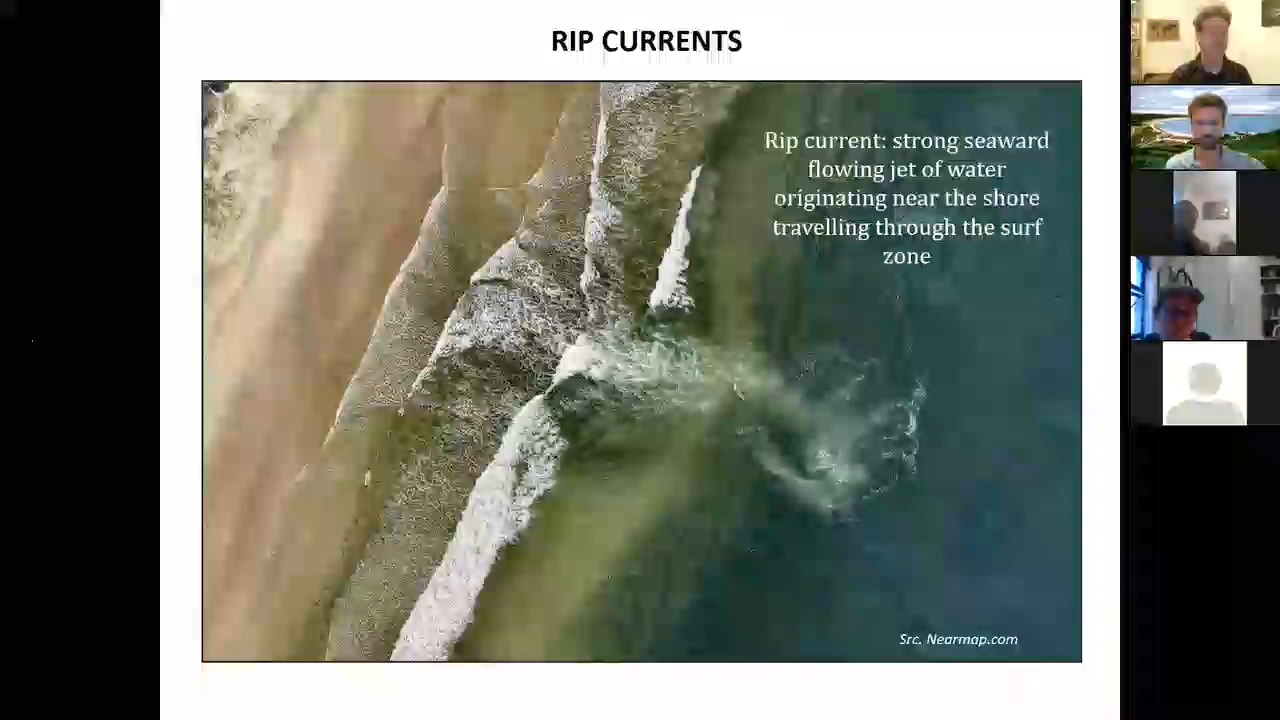 RIP CURRENTS
Rip current: strong seaward
flowing jet of water
originating near the shore
travelling through the surf
zone
Src. Nearmap.com